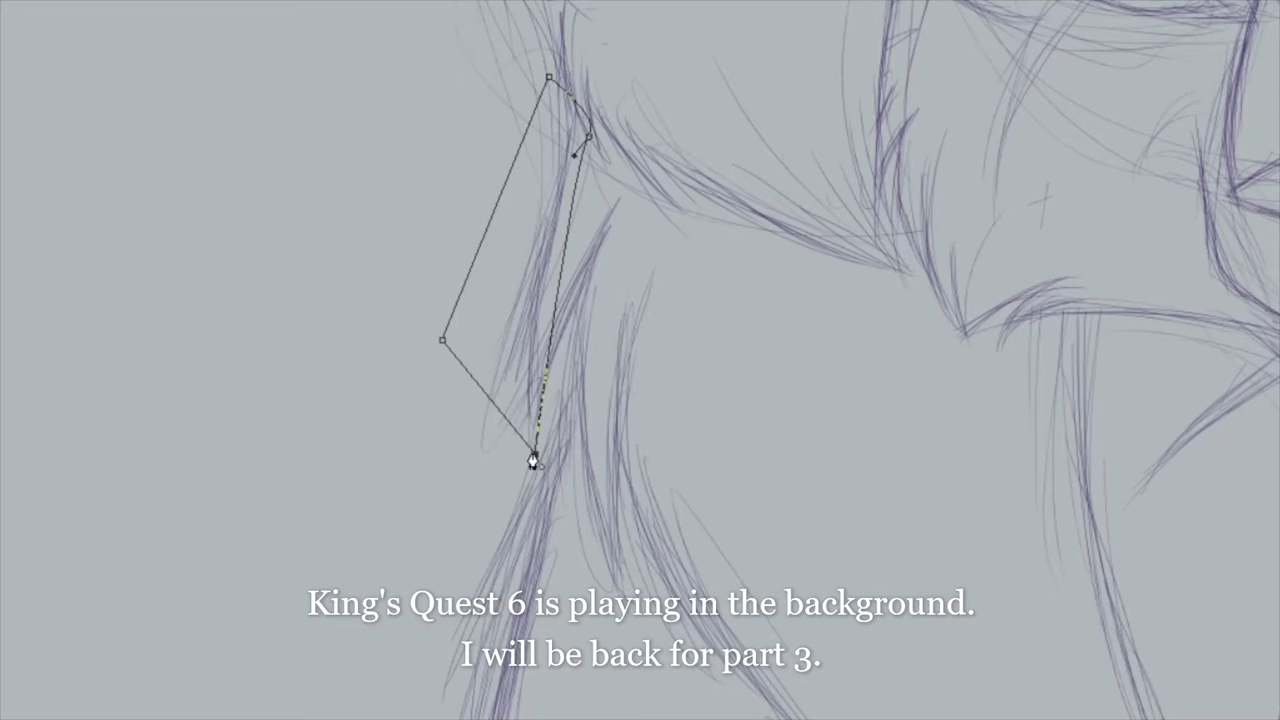 King's Quest 6 is playing in the background.
I will be back for part 3.